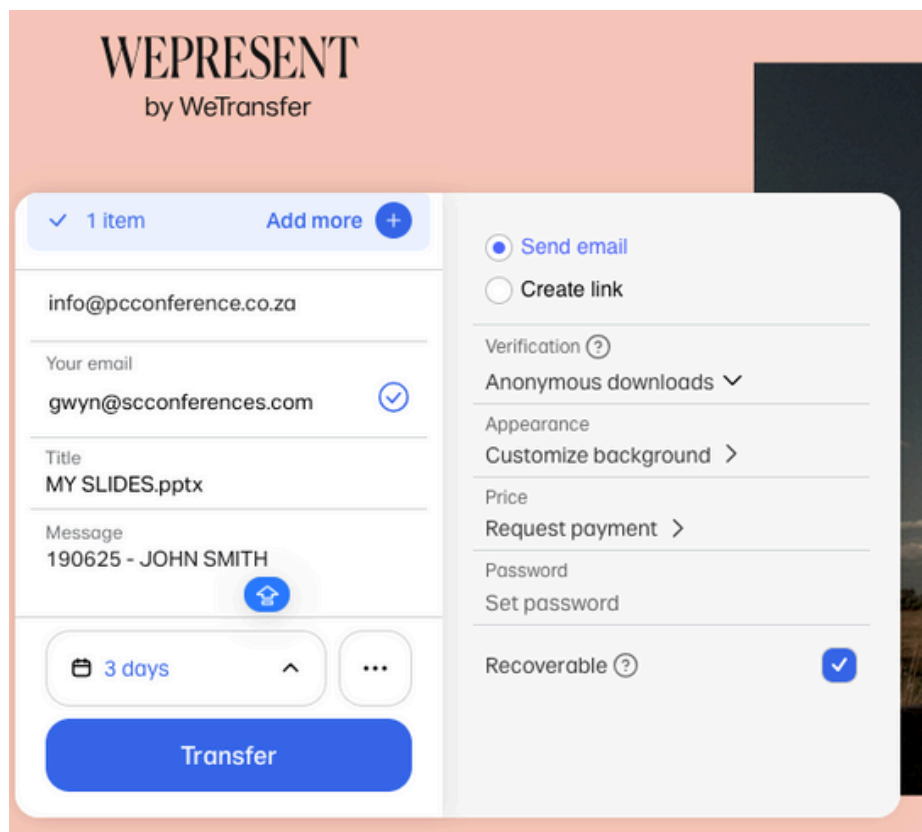 WEPRESENT
by WeTransfer
1 item Add more
info@pcconference.co.za
Your email
gwyn@scconferences.com
Title
MY SLIDES.pptx
Message
190625 - JOHN SMITH
3 days
Transfer
Send email
Create link
Verification ?
Anonymous downloads
Appearance
Customize background
Price
Request payment
Password
Set password
Recoverable ?